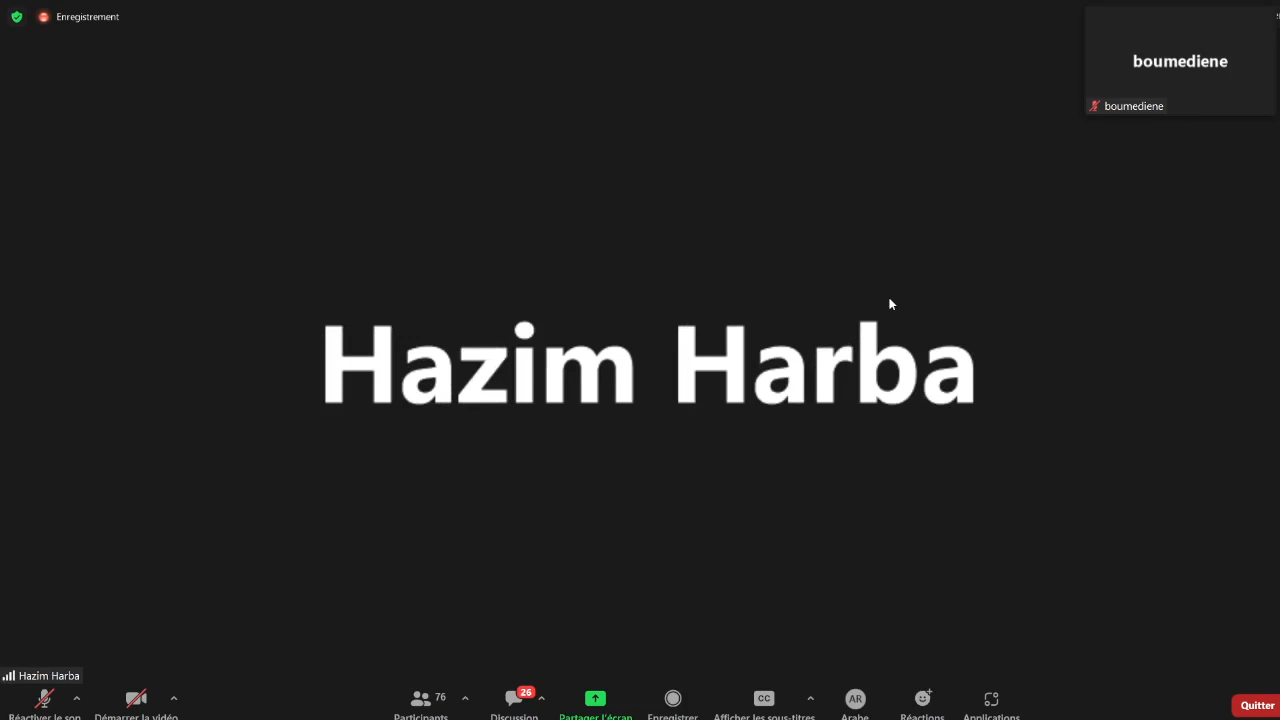 Enregistrement
boumediene
boumediene
Hazim Harba
Hazim Harba
76
26
CC
AR
Réactiver le son
Démarrer la vidéo
Participants
Discussion
Partager l'écran
Enregistrer
Afficher les sous-titres
Arabe
Réactions
Applications
Quitter